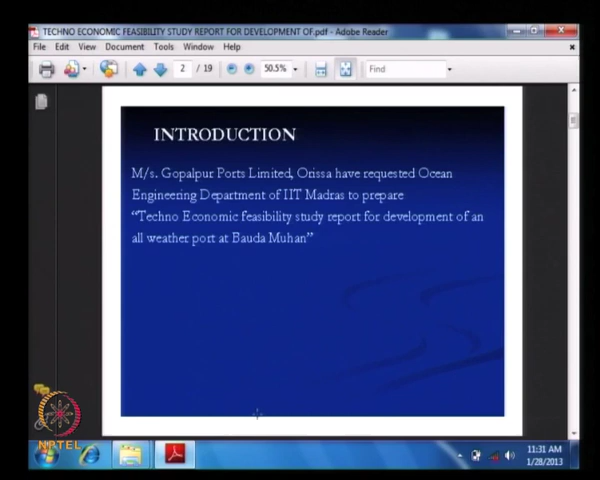 TECHNO ECONOMIC FEASIBILITY STUDY REPORT FOR DEVELOPMENT OF.pdf - Adobe Reader
File Edit View Document Tools Window Help
2 / 19 50.5% Find
INTRODUCTION
M/s. Gopalpur Ports Limited, Orissa have requested Ocean
Engineering Department of IIT Madras to prepare
“Techno Economic feasibility study report for development of an
all weather port at Bauda Muhan”
NPTEL
11:31 AM
1/28/2013